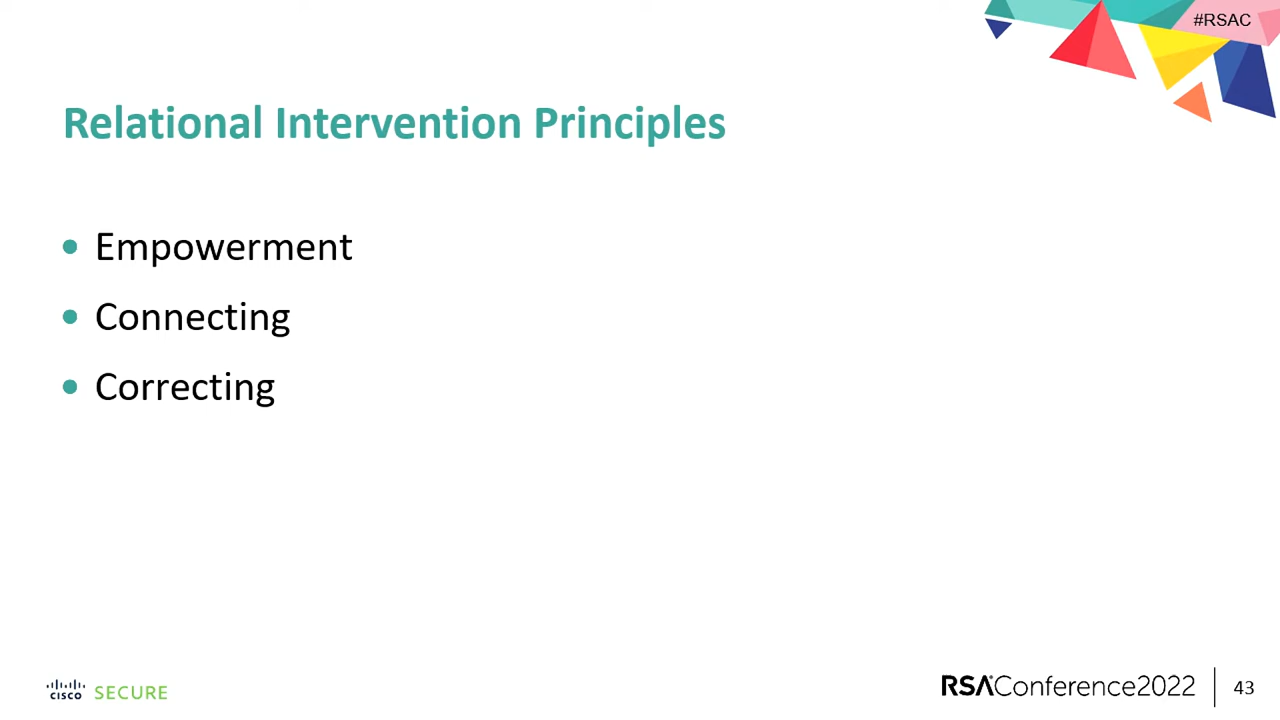 #RSAC
Relational Intervention Principles
• Empowerment
• Connecting
• Correcting
CISCO SECURE
RSAConference2022 | 43